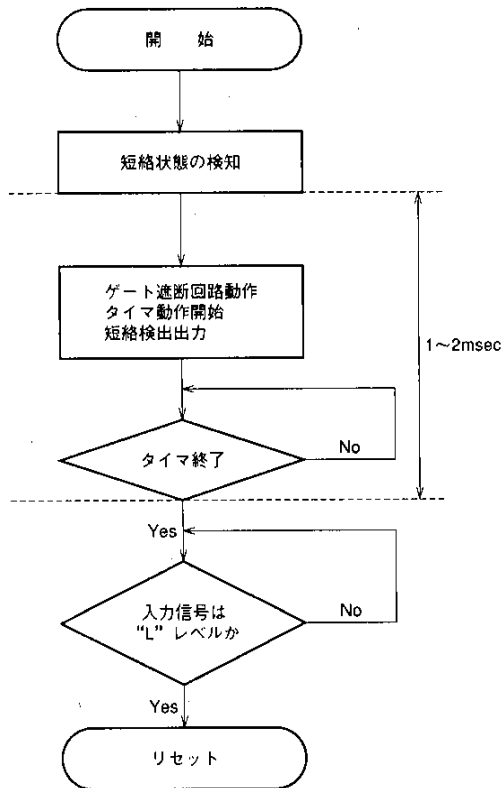 開 始
短絡状態の検知
ゲート遮断回路動作
タイマ動作開始
短絡検出出力
1～2msec
タイマ終了
No
Yes
入力信号は
“L”レベルか
No
Yes
リセット